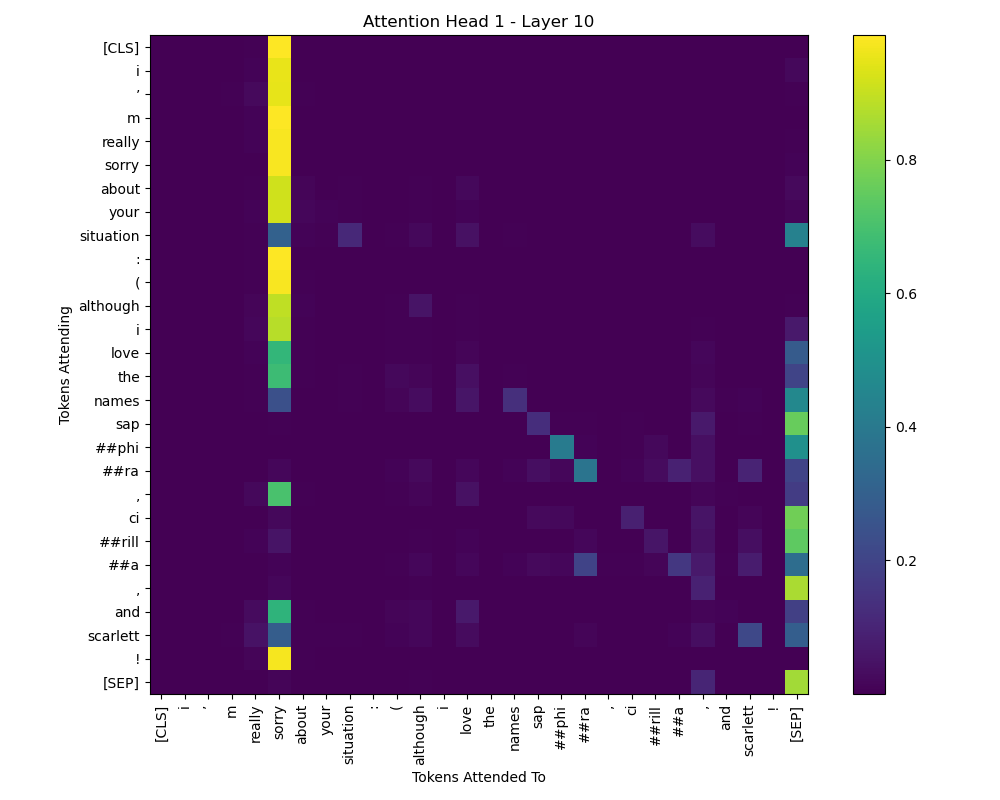 Attention Head 1 - Layer 10
[CLS]
i
’
m
really
sorry
about
your
situation
:
(
although
i
love
the
names
sap
##phi
##ra
,
ci
##rill
##a
,
and
scarlett
!
[SEP]
Tokens Attending
[CLS]
i
’
m
really
sorry
about
your
situation
:
(
although
i
love
the
names
sap
##phi
##ra
,
ci
##rill
##a
,
and
scarlett
!
[SEP]
Tokens Attended To
0.8
0.6
0.4
0.2